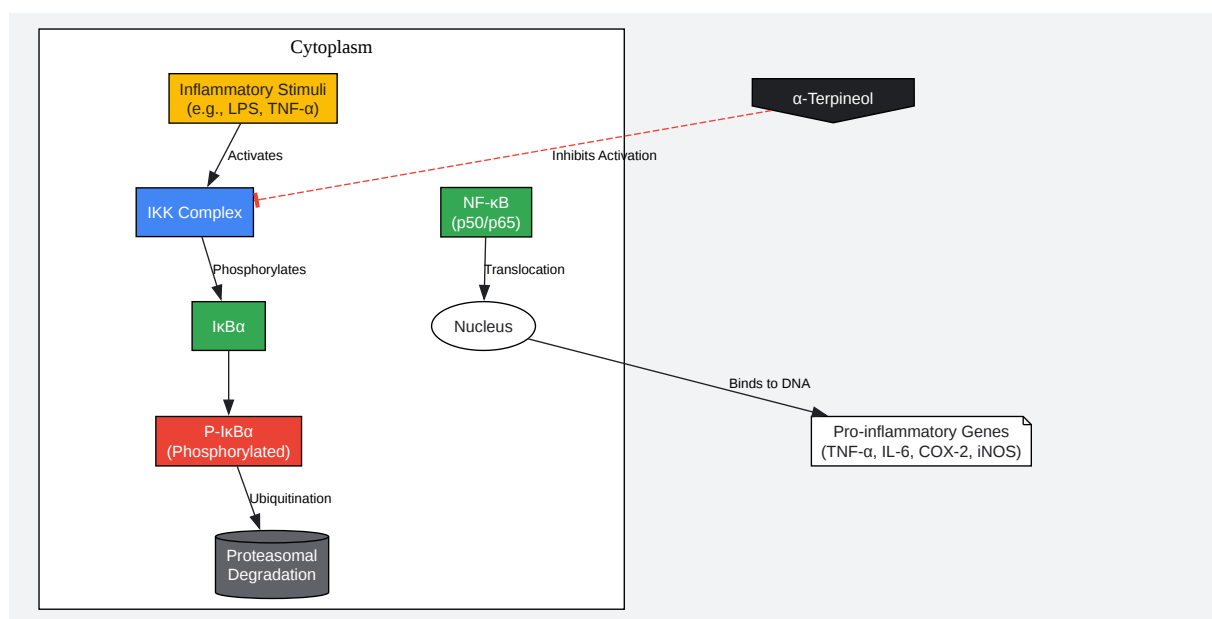 Cytoplasm
Inflammatory Stimuli
(e.g., LPS, TNF-α)
α-Terpineol
Activates
Inhibits Activation
IKK Complex
NF-κB
(p50/p65)
Phosphorylates
Translocation
IκBα
Nucleus
Binds to DNA
P-IκBα
(Phosphorylated)
Pro-inflammatory Genes
(TNF-α, IL-6, COX-2, iNOS)
Ubiquitination
Proteasomal
Degradation